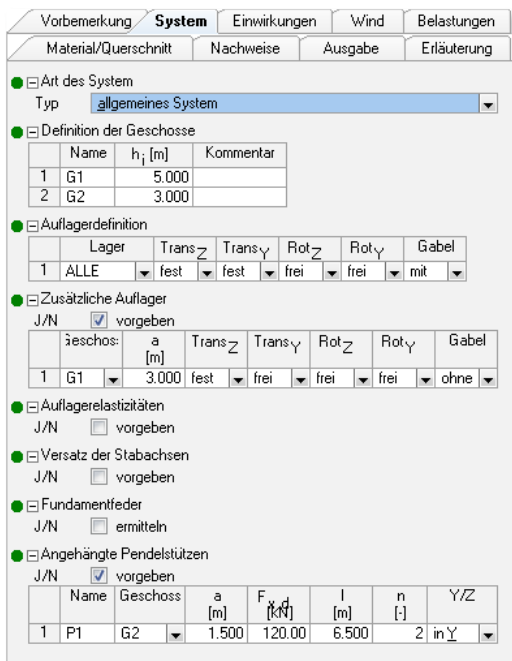 Vorbemerkung System Einwirkungen Wind Belastungen
Material/Querschnitt Nachweise Ausgabe Erläuterung
Art des System
Typ allgemeines System
Definition der Geschosse
Name h i [m] Kommentar
1 G1 5.000
2 G2 3.000
Auflagerdefinition
Lager Trans Z Trans Y Rot Z Rot Y Gabel
1 ALLE fest fest frei frei mit
Zusätzliche Auflager
J/N vorgeben
Geschoss a Trans Z Trans Y Rot Z Rot Y Gabel
[m]
1 G1 3.000 fest frei frei frei ohne
Auflagerelastizitäten
J/N vorgeben
Versatz der Stabachsen
J/N vorgeben
Fundamentfeder
J/N ermitteln
Angehängte Pendelstützen
J/N vorgeben
Name Geschoss a F x,d l n Y/Z
[m] [kN] [m] [-]
1 P1 G2 1.500 120.00 6.500 2 in Y